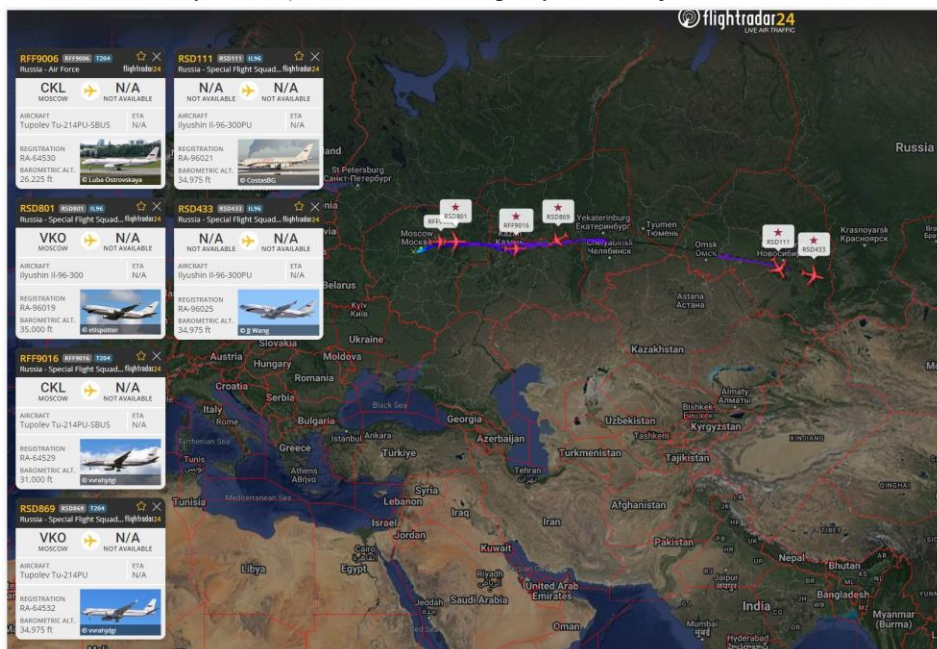 flightradar24
LIVE AIR TRAFFIC
RFF9006 RFF9006 T204
Russia - Air Force flightradar24
CKL N/A
MOSCOW NOT AVAILABLE
AIRCRAFT ETA
Tupolev Tu-214PU-SBUS N/A
REGISTRATION
RA-64530
BAROMETRIC ALT.
26,225 ft
© Luba Ostrovskaya
RSD111 RSD111 IL96
Russia - Special Flight Squad... flightradar24
N/A N/A
NOT AVAILABLE NOT AVAILABLE
AIRCRAFT ETA
Ilyushin Il-96-300PU N/A
REGISTRATION
RA-96021
BAROMETRIC ALT.
34,975 ft
© CostasBG
RSD801 RSD801 IL96
Russia - Special Flight Squad... flightradar24
VKO N/A
MOSCOW NOT AVAILABLE
AIRCRAFT ETA
Ilyushin Il-96-300 N/A
REGISTRATION
RA-96019
BAROMETRIC ALT.
35,000 ft
© etispotter
RSD433 RSD433 IL96
Russia - Special Flight Squad... flightradar24
N/A N/A
NOT AVAILABLE NOT AVAILABLE
AIRCRAFT ETA
Ilyushin Il-96-300PU N/A
REGISTRATION
RA-96025
BAROMETRIC ALT.
34,975 ft
© JJ Wang
RFF9016 RFF9016 T204
Russia - Special Flight Squad... flightradar24
CKL N/A
MOSCOW NOT AVAILABLE
AIRCRAFT ETA
Tupolev Tu-214PU-SBUS N/A
REGISTRATION
RA-64529
BAROMETRIC ALT.
31,000 ft
© vvrahjdgi
RSD869 RSD869 T204
Russia - Special Flight Squad... flightradar24
VKO N/A
MOSCOW NOT AVAILABLE
AIRCRAFT ETA
Tupolev Tu-214PU N/A
REGISTRATION
RA-64532
BAROMETRIC ALT.
34,975 ft
© vvrahjdgi
Russia
St Petersburg
Санкт-Петербург
RSD801
RFF9016
RSD869
RSD111
RSD433
Moscow
Москва
Yekaterinburg
Екатеринбург
Tyumen
Тюмень
Chelyabinsk
Челябинск
Omsk
Омск
Krasnoyarsk
Красноярск
Astana
Астана
Belarus
Kyiv
Київ
Ukraine
Slovakia
Austria
Hungary
Moldova
Romania
Croatia
Serbia
Italy
Rome
Bulgaria
Black Sea
Georgia
Azerbaijan
Kazakhstan
Almaty
Алматы
Bishkek
Бишкек
Kyrgyzstan
Uzbekistan
Tashkent
Tajikistan
Turkmenistan
XINJIANG
QINGHAI
TIBET
Istanbul
Ankara
Türkiye
Greece
Athens
Αθήνα
Tyrrhenian Sea
Tunis
Tunisia
Mediterranean Sea
Syria
Lebanon
Israel
Jordan
Iraq
Tehran
Iran
Afghanistan
Pakistan
Nepal
Bhutan
Bangladesh
Myanmar
(Burma)
India
Jaipur
Mumbai
Hyderabad
Libya
Cairo
Egypt
Kuwait
Riyadh
Jeddah
Saudi Arabia
Red Sea
United Arab
Emirates
Oman